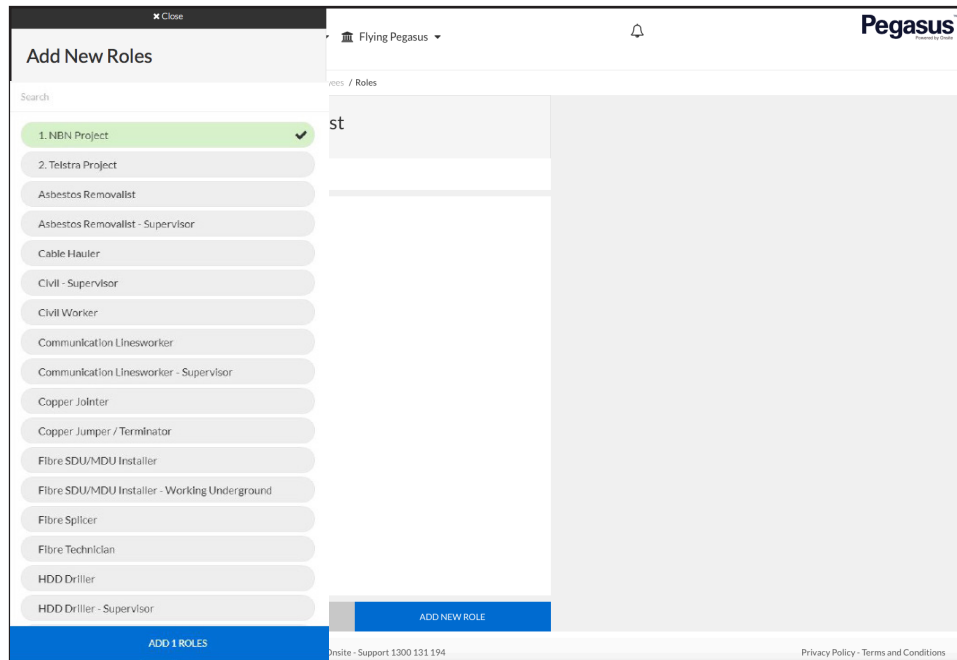 × Close
Add New Roles
Search
1. NBN Project
2. Telstra Project
Asbestos Removalist
Asbestos Removalist - Supervisor
Cable Hauler
Civil - Supervisor
Civil Worker
Communication Linesworker
Communication Linesworker - Supervisor
Copper Jointer
Copper Jumper / Terminator
Fibre SDU/MDU Installer
Fibre SDU/MDU Installer - Working Underground
Fibre Splicer
Fibre Technician
HDD Driller
HDD Driller - Supervisor
ADD 1 ROLES
Flying Pegasus
Pegasus
Powered by Onsite
yees / Roles
st
ADD NEW ROLE
Onsite - Support 1300 131 194
Privacy Policy - Terms and Conditions